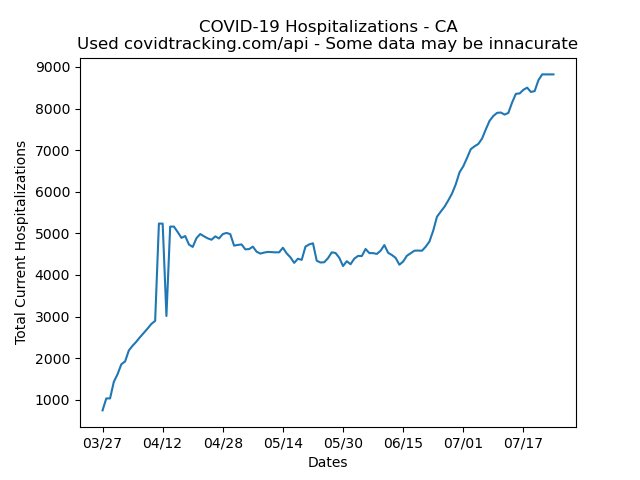 COVID-19 Hospitalizations - CA
Used covidtracking.com/api - Some data may be innacurate
Total Current Hospitalizations
9000
8000
7000
6000
5000
4000
3000
2000
1000
03/27 04/12 04/28 05/14 05/30 06/15 07/01 07/17
Dates